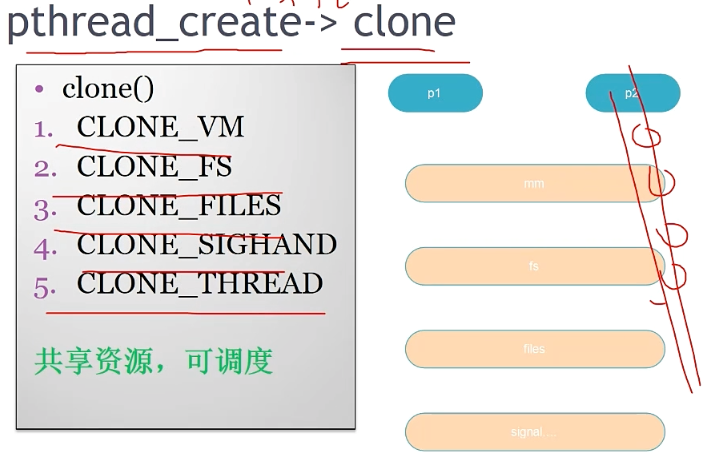 pthread_create-> clone
• clone()
1. CLONE_VM
2. CLONE_FS
3. CLONE_FILES
4. CLONE_SIGHAND
5. CLONE_THREAD
共享资源，可调度
p1
p2
mm
fs
files
signal....